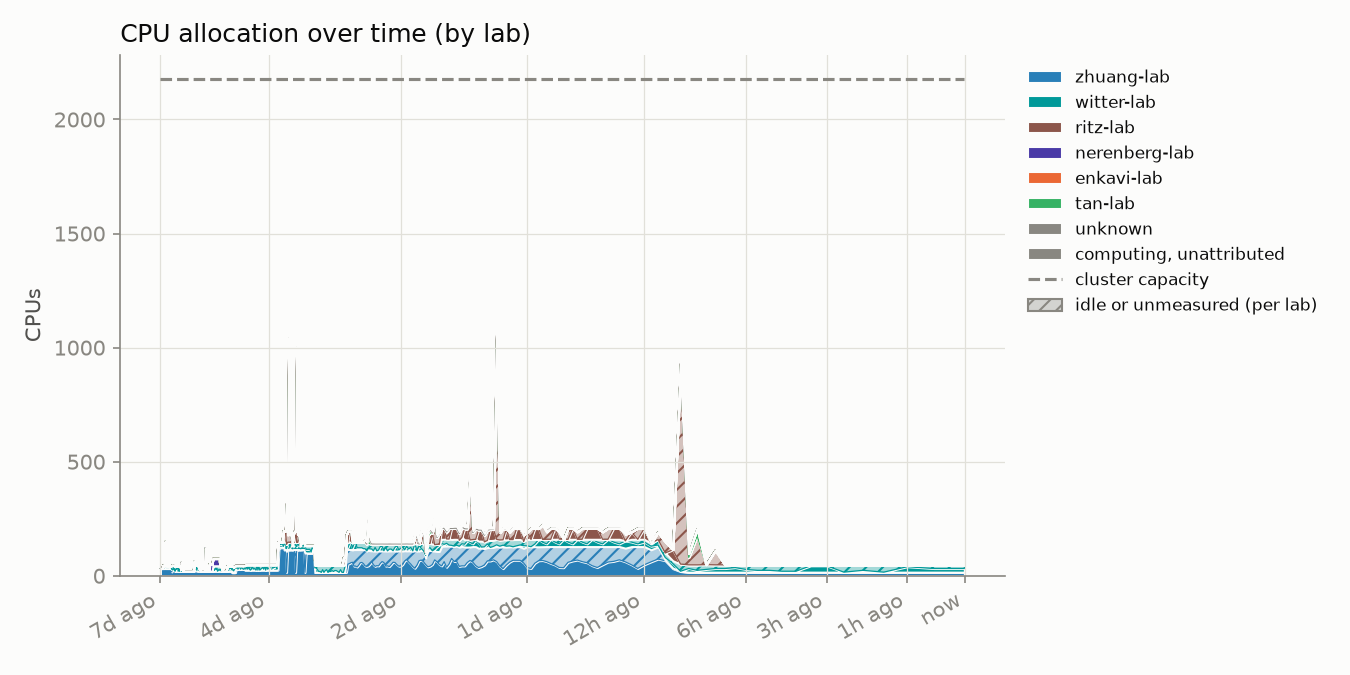 CPU allocation over time (by lab)
CPUs
2000
1500
1000
500
0
7d ago
4d ago
2d ago
1d ago
12h ago
6h ago
3h ago
1h ago
now
zhuang-lab
witter-lab
ritz-lab
nerenberg-lab
enkavi-lab
tan-lab
unknown
computing, unattributed
cluster capacity
idle or unmeasured (per lab)